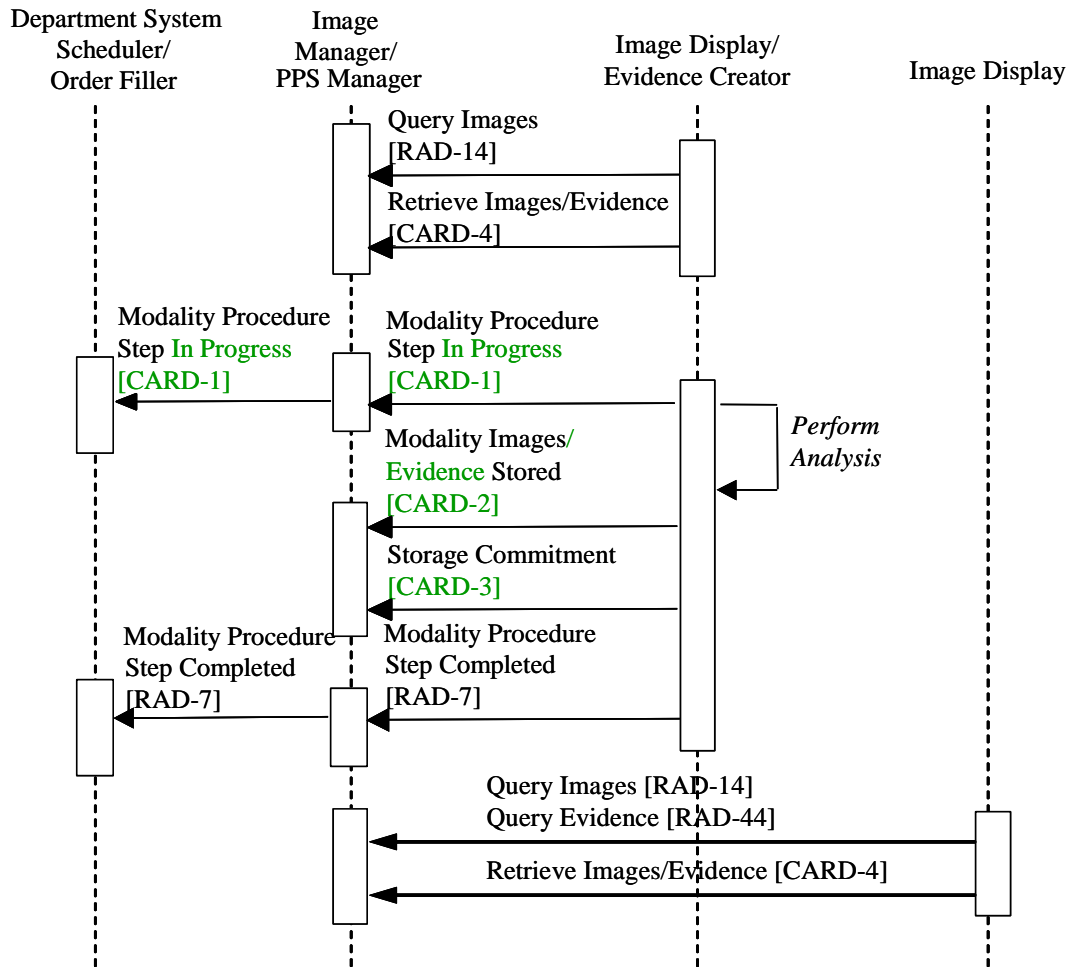 Department System
Scheduler/
Order Filler
Image
Manager/
PPS Manager
Image Display/
Evidence Creator
Image Display
Query Images
[RAD-14]
Retrieve Images/Evidence
[CARD-4]
Modality Procedure
Step In Progress
[CARD-1]
Modality Procedure
Step In Progress
[CARD-1]
Perform
Analysis
Modality Images/
Evidence Stored
[CARD-2]
Storage Commitment
[CARD-3]
Modality Procedure
Step Completed
[RAD-7]
Modality Procedure
Step Completed
[RAD-7]
Query Images [RAD-14]
Query Evidence [RAD-44]
Retrieve Images/Evidence [CARD-4]